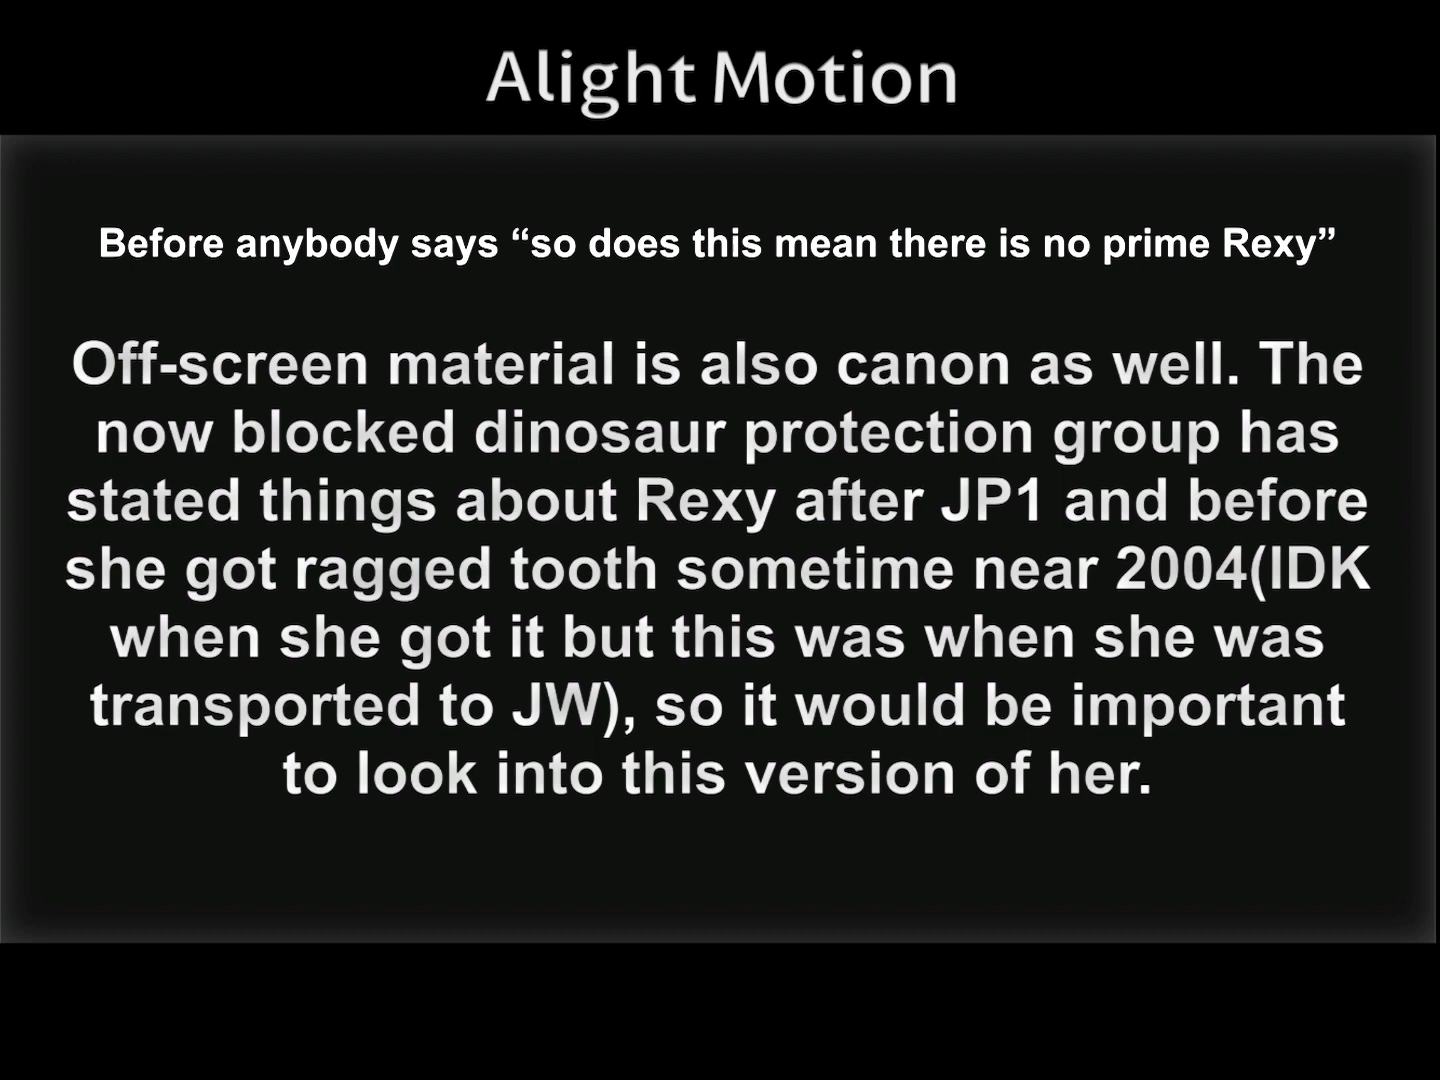 Alight Motion
Before anybody says “so does this mean there is no prime Rexy”
Off-screen material is also canon as well. The
now blocked dinosaur protection group has
stated things about Rexy after JP1 and before
she got ragged tooth sometime near 2004(IDK
when she got it but this was when she was
transported to JW), so it would be important
to look into this version of her.